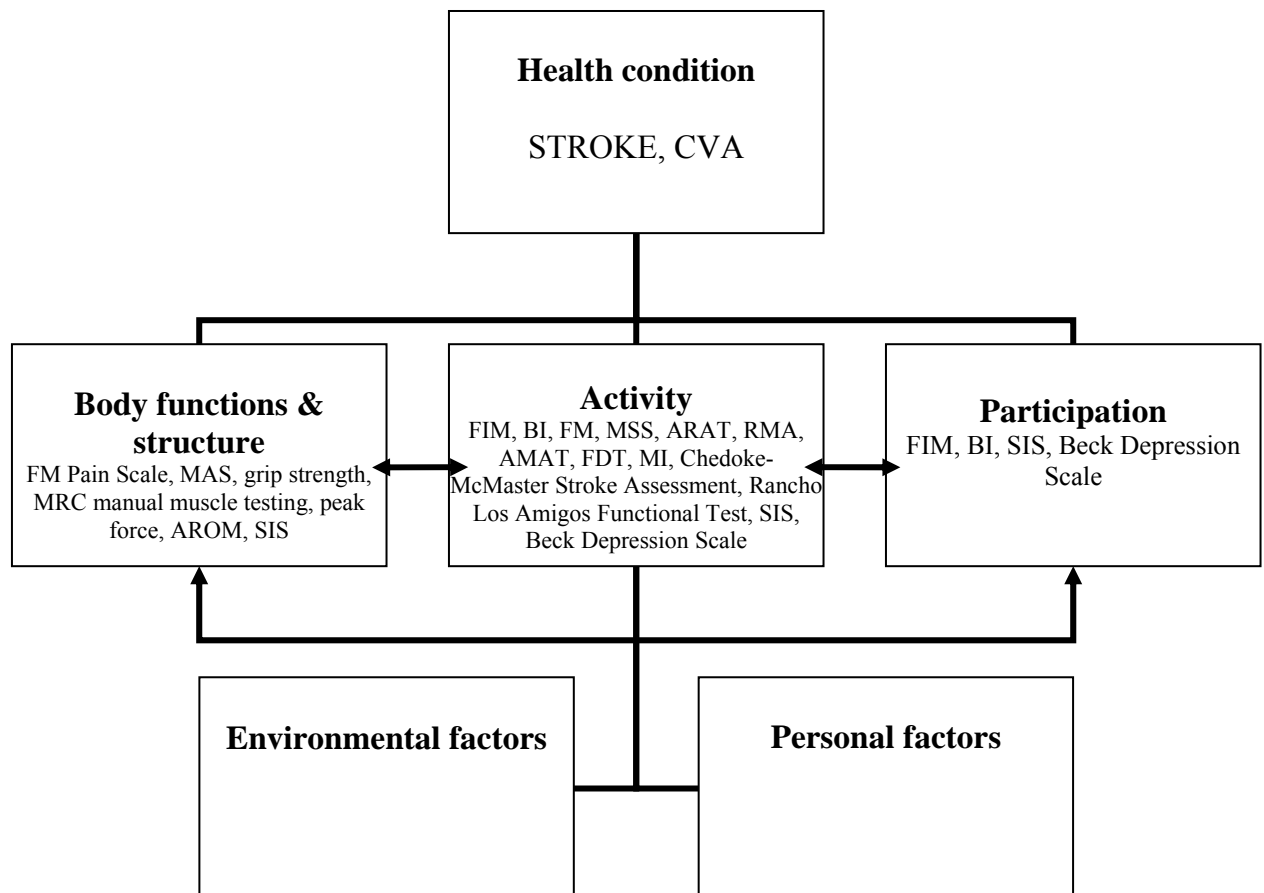 Health condition
STROKE, CVA
Body functions &
structure
FM Pain Scale, MAS, grip strength,
MRC manual muscle testing, peak
force, AROM, SIS
Activity
FIM, BI, FM, MSS, ARAT, RMA,
AMAT, FDT, MI, Chedoke-
McMaster Stroke Assessment, Rancho
Los Amigos Functional Test, SIS,
Beck Depression Scale
Participation
FIM, BI, SIS, Beck Depression
Scale
Environmental factors
Personal factors